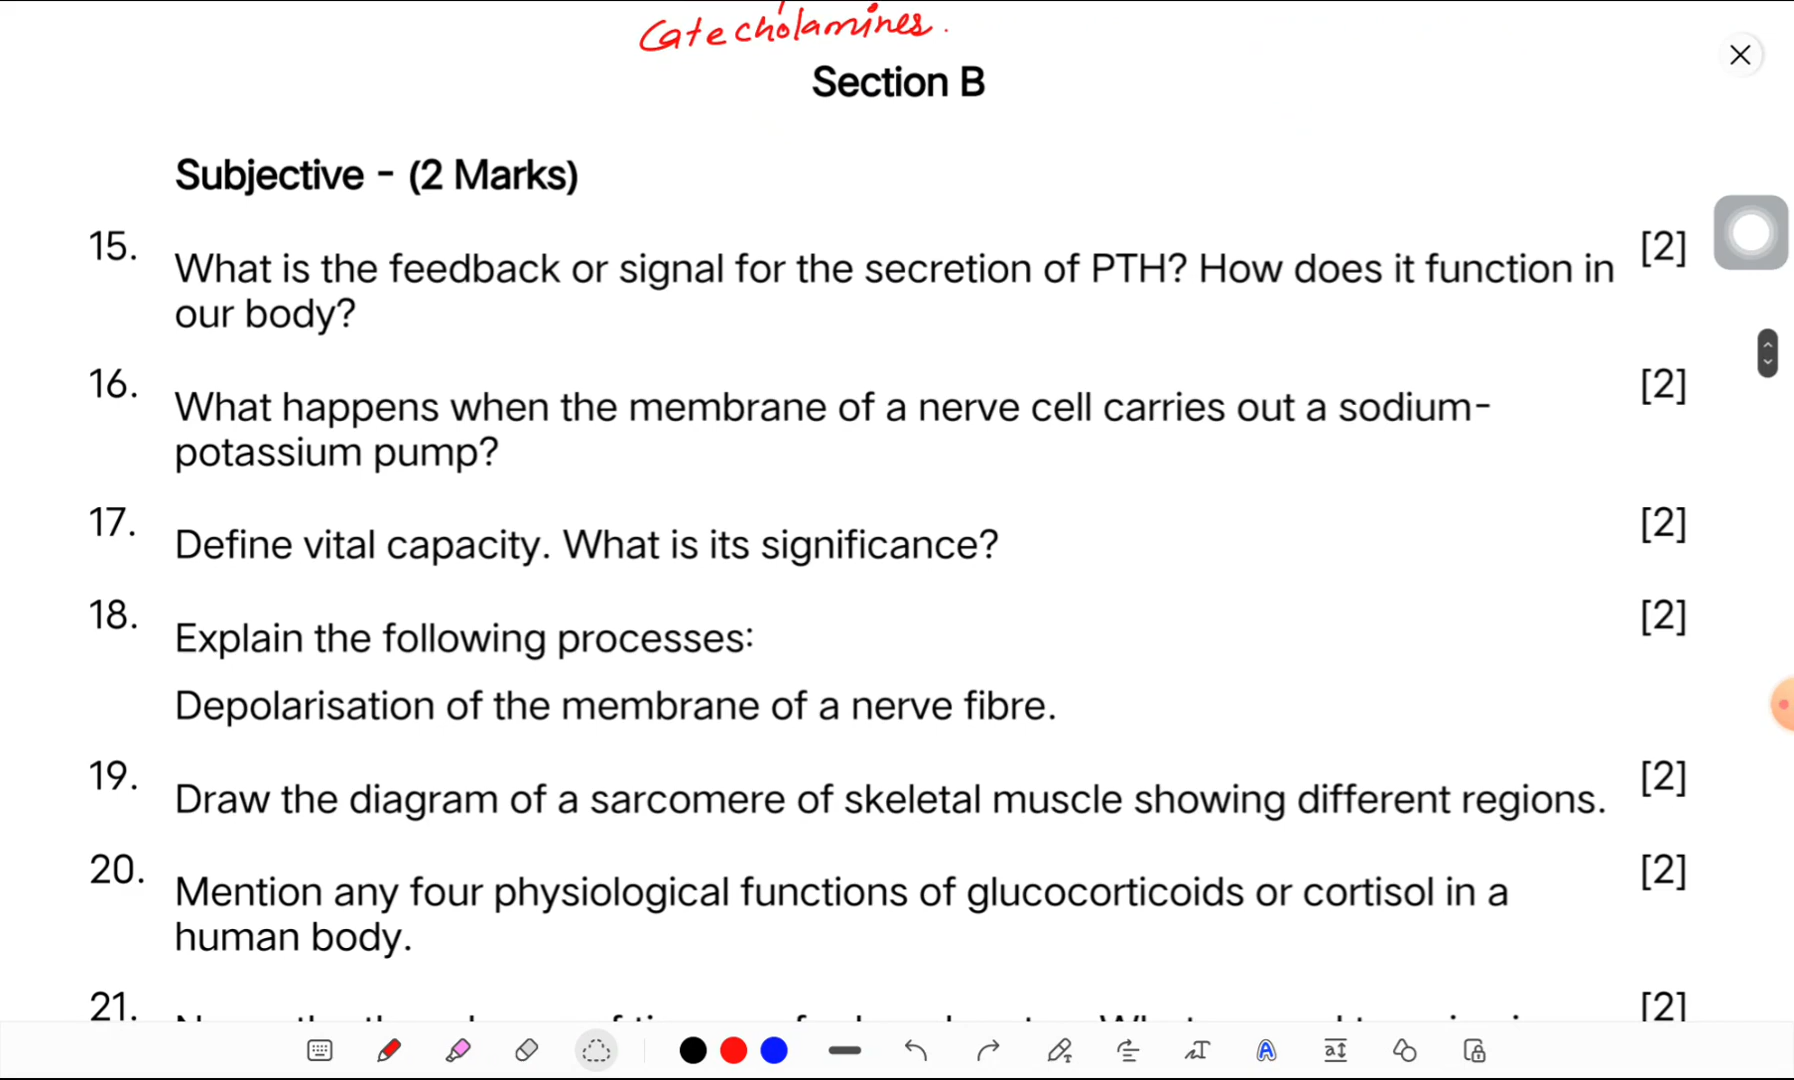 Catecholamines.
Section B
Subjective - (2 Marks)
15. What is the feedback or signal for the secretion of PTH? How does it function in [2]
our body?
16. What happens when the membrane of a nerve cell carries out a sodium- [2]
potassium pump?
17. Define vital capacity. What is its significance? [2]
18. Explain the following processes: [2]
Depolarisation of the membrane of a nerve fibre.
19. Draw the diagram of a sarcomere of skeletal muscle showing different regions. [2]
20. Mention any four physiological functions of glucocorticoids or cortisol in a [2]
human body.
21. [2]